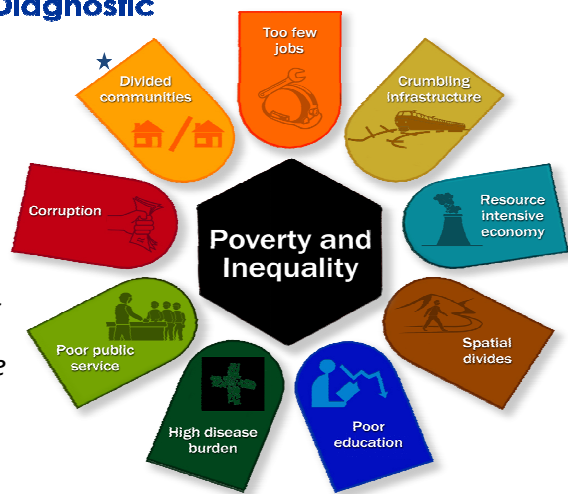 Diagnostic
Too few
jobs
Crumbling
infrastructure
Resource
intensive
economy
Spatial
divides
Poor
education
High disease
burden
Poor public
service
Corruption
Divided
communities
Poverty and
Inequality